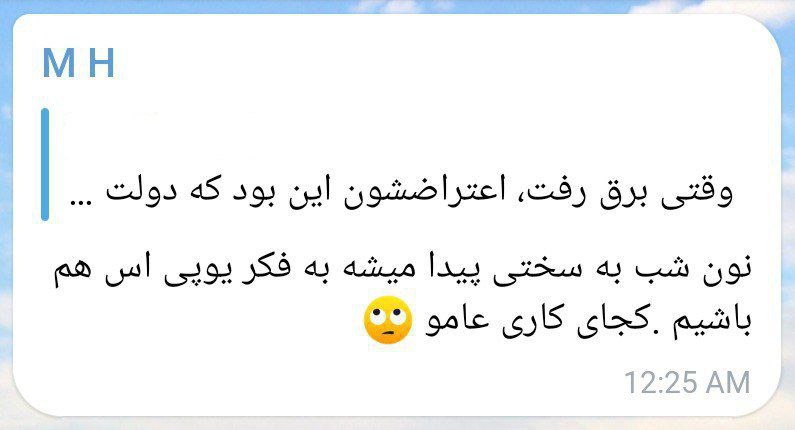 M H
وقتی برق رفت، اعتراضشون این بود که دولت ...
نون شب به سختی پیدا میشه به فکر یوپی اس هم
باشیم .کجای کاری عامو 🙄
12:25 AM